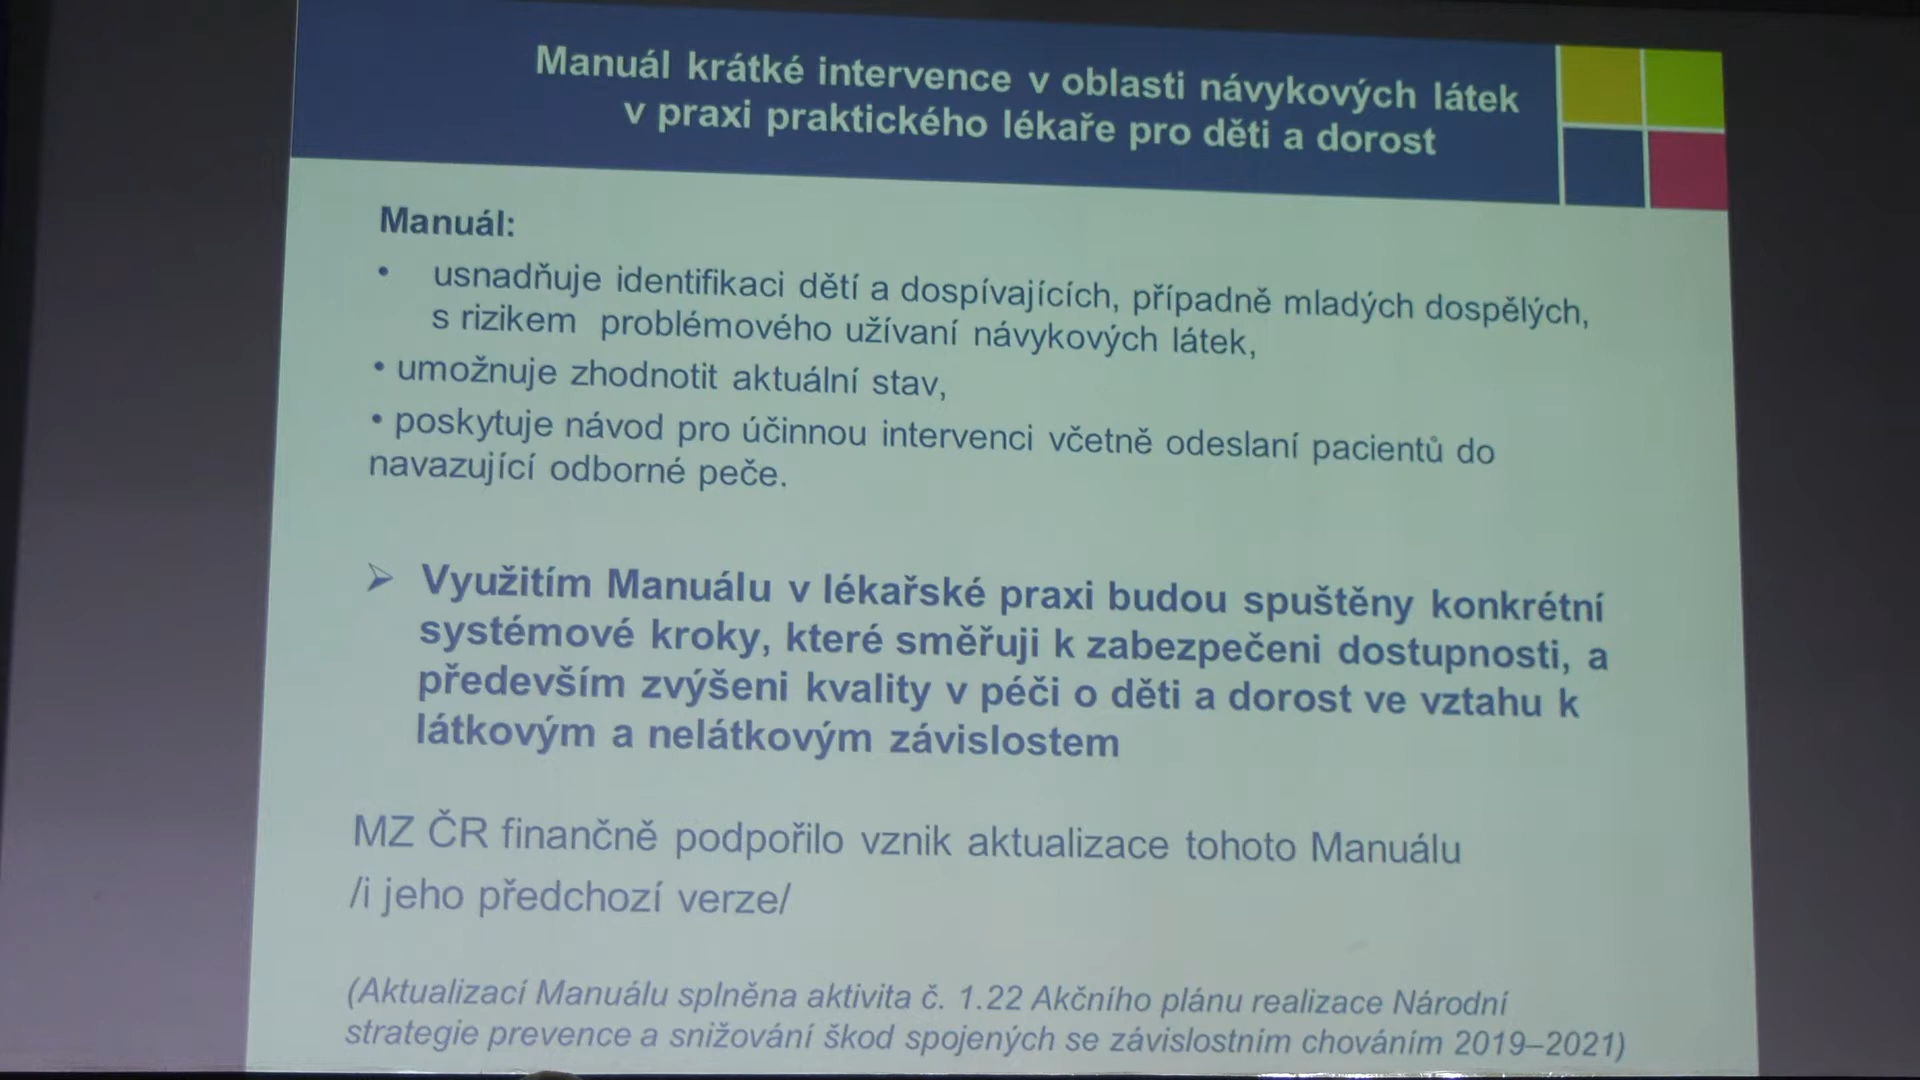 Manuál krátké intervence v oblasti návykových látek
v praxi praktického lékaře pro děti a dorost
Manuál:
• usnadňuje identifikaci dětí a dospívajících, případně mladých dospělých,
s rizikem problémového užívaní návykových látek,
• umožnuje zhodnotit aktuální stav,
• poskytuje návod pro účinnou intervenci včetně odeslaní pacientů do
navazující odborné peče.
➢ Využitím Manuálu v lékařské praxi budou spuštěny konkrétní
systémové kroky, které směřuji k zabezpečeni dostupnosti, a
především zvýšeni kvality v péči o děti a dorost ve vztahu k
látkovým a nelátkovým závislostem
MZ ČR finančně podpořilo vznik aktualizace tohoto Manuálu
/i jeho předchozí verze/
(Aktualizací Manuálu splněna aktivita č. 1.22 Akčního plánu realizace Národní
strategie prevence a snižování škod spojených se závislostním chováním 2019–2021)